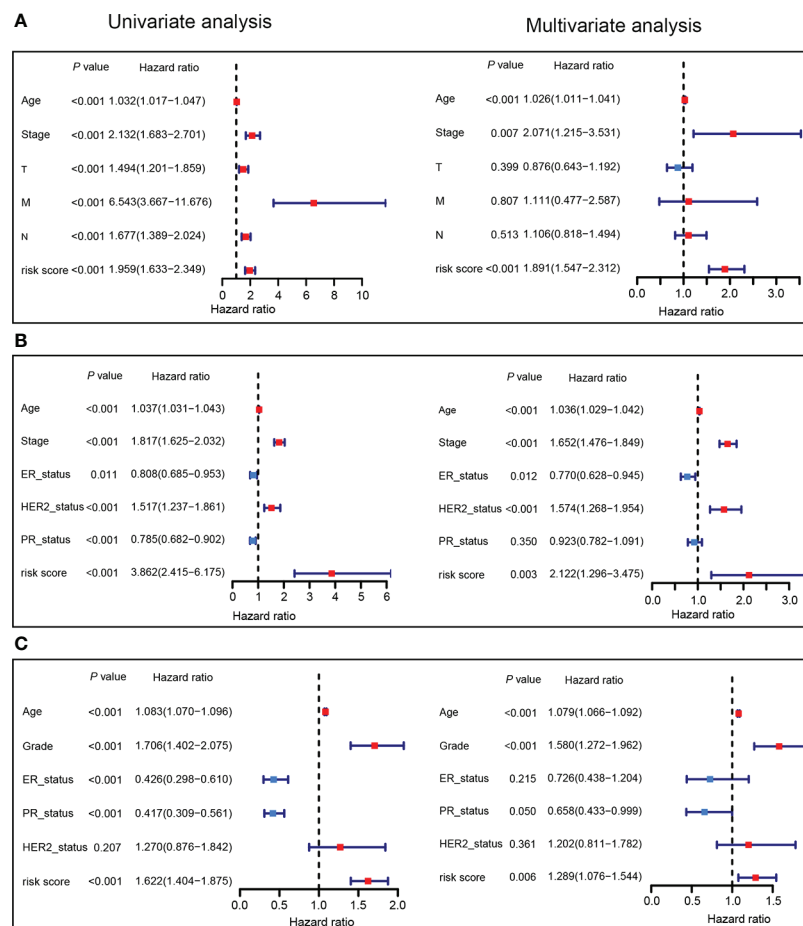 A
Univariate analysis
Multivariate analysis
P value Hazard ratio
Age <0.001 1.032(1.017−1.047)
Stage <0.001 2.132(1.683−2.701)
T <0.001 1.494(1.201−1.859)
M <0.001 6.543(3.667−11.676)
N <0.001 1.677(1.389−2.024)
risk score <0.001 1.959(1.633−2.349)
0 2 4 6 8 10
Hazard ratio
P value Hazard ratio
Age <0.001 1.026(1.011−1.041)
Stage 0.007 2.071(1.215−3.531)
T 0.399 0.876(0.643−1.192)
M 0.807 1.111(0.477−2.587)
N 0.513 1.106(0.818−1.494)
risk score <0.001 1.891(1.547−2.312)
0.0 1.0 2.0 3.0
Hazard ratio
B
P value Hazard ratio
Age <0.001 1.037(1.031−1.043)
Stage <0.001 1.817(1.625−2.032)
ER_status 0.011 0.808(0.685−0.953)
HER2_status <0.001 1.517(1.237−1.861)
PR_status <0.001 0.785(0.682−0.902)
risk score <0.001 3.862(2.415−6.175)
0 1 2 3 4 5 6
Hazard ratio
P value Hazard ratio
Age <0.001 1.036(1.029−1.042)
Stage <0.001 1.652(1.476−1.849)
ER_status 0.012 0.770(0.628−0.945)
HER2_status <0.001 1.574(1.268−1.954)
PR_status 0.350 0.923(0.782−1.091)
risk score 0.003 2.122(1.296−3.475)
0.0 1.0 2.0 3.0
Hazard ratio
C
P value Hazard ratio
Age <0.001 1.083(1.070−1.096)
Grade <0.001 1.706(1.402−2.075)
ER_status <0.001 0.426(0.298−0.610)
PR_status <0.001 0.417(0.309−0.561)
HER2_status 0.207 1.270(0.876−1.842)
risk score <0.001 1.622(1.404−1.875)
0.0 0.5 1.0 1.5 2.0
Hazard ratio
P value Hazard ratio
Age <0.001 1.079(1.066−1.092)
Grade <0.001 1.580(1.272−1.962)
ER_status 0.215 0.726(0.438−1.204)
PR_status 0.050 0.658(0.433−0.999)
HER2_status 0.361 1.202(0.811−1.782)
risk score 0.006 1.289(1.076−1.544)
0.0 0.5 1.0 1.5
Hazard ratio